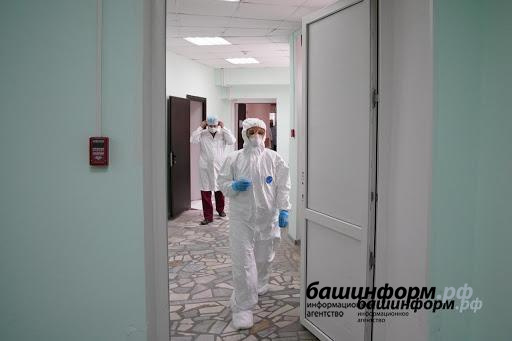 башинформ.рф
информационное
агентство
башинформ.рф
информационное
агентство